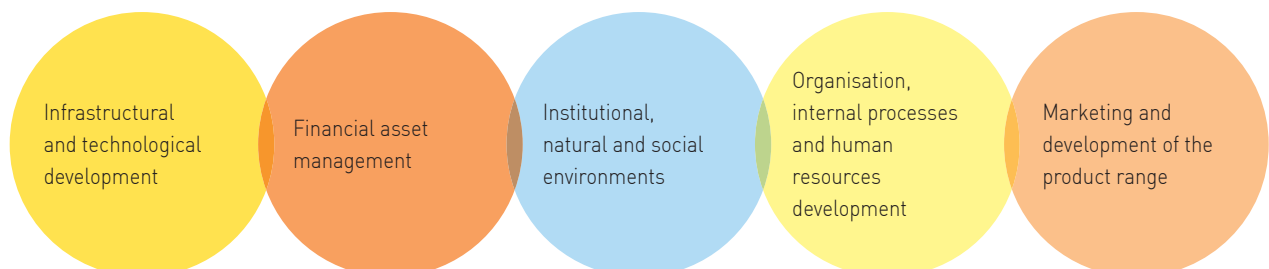 Infrastructural
and technological
development
Financial asset
management
Institutional,
natural and social
environments
Organisation,
internal processes
and human
resources
development
Marketing and
development of the
product range